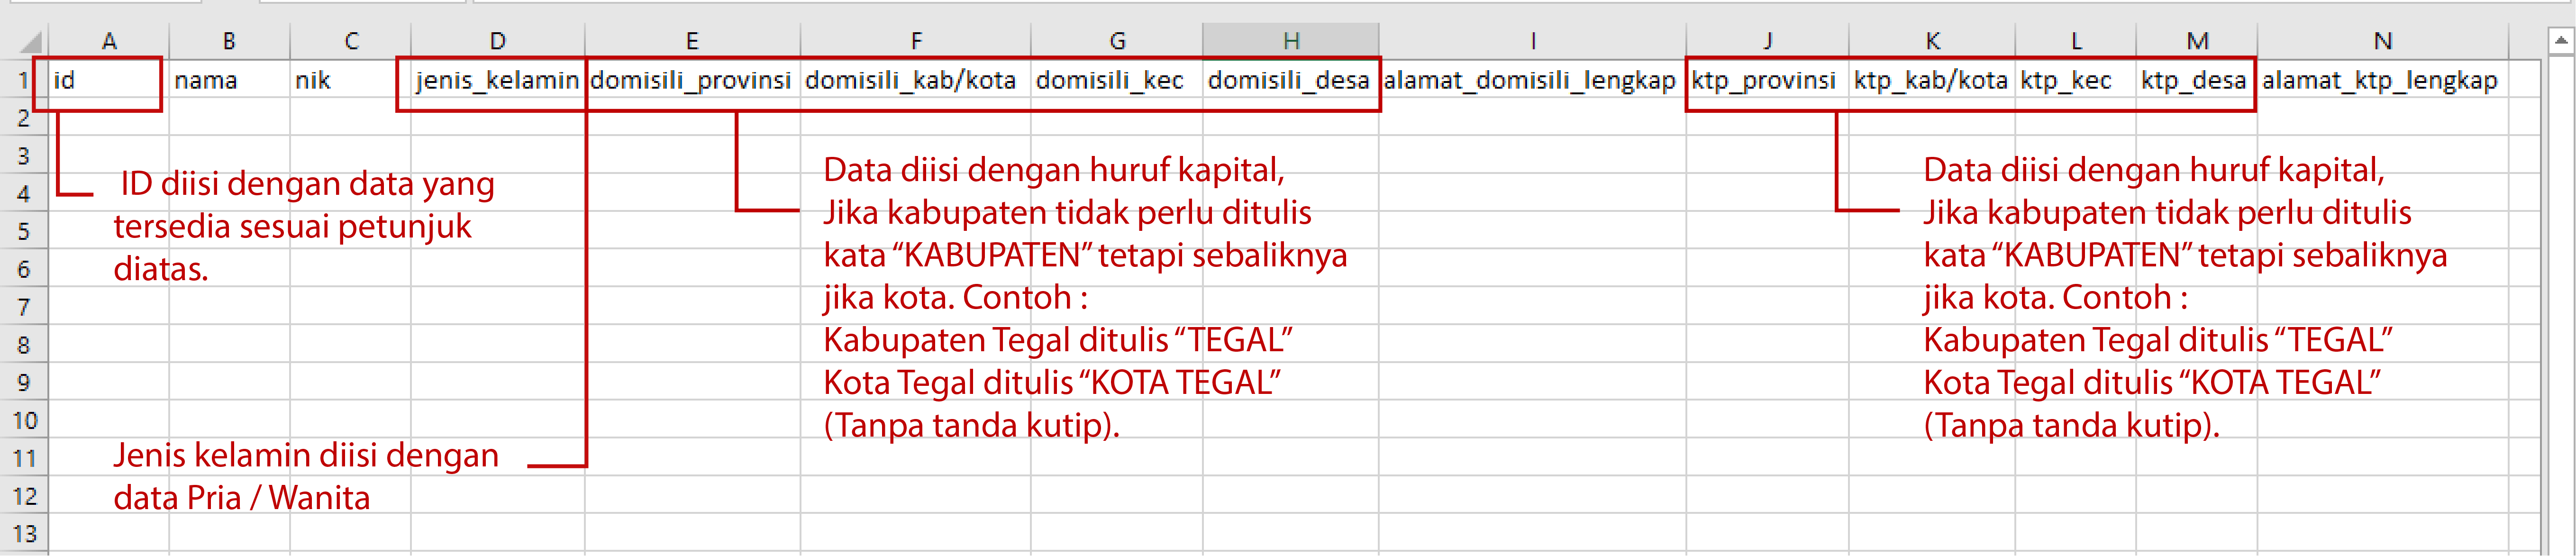 A B C D E F G H I J K L M N
1 id nama nik jenis_kelamin domisili_provinsi domisili_kab/kota domisili_kec domisili_desa alamat_domisili_lengkap ktp_provinsi ktp_kab/kota ktp_kec ktp_desa alamat_ktp_lengkap
2
3
4
5
6
7
8
9
10
11
12
13
ID diisi dengan data yang
tersedia sesuai petunjuk
diatas.
Jenis kelamin diisi dengan
data Pria / Wanita
Data diisi dengan huruf kapital,
Jika kabupaten tidak perlu ditulis
kata “KABUPATEN” tetapi sebaliknya
jika kota. Contoh :
Kabupaten Tegal ditulis “TEGAL”
Kota Tegal ditulis “KOTA TEGAL”
(Tanpa tanda kutip).
Data diisi dengan huruf kapital,
Jika kabupaten tidak perlu ditulis
kata “KABUPATEN” tetapi sebaliknya
jika kota. Contoh :
Kabupaten Tegal ditulis “TEGAL”
Kota Tegal ditulis “KOTA TEGAL”
(Tanpa tanda kutip).